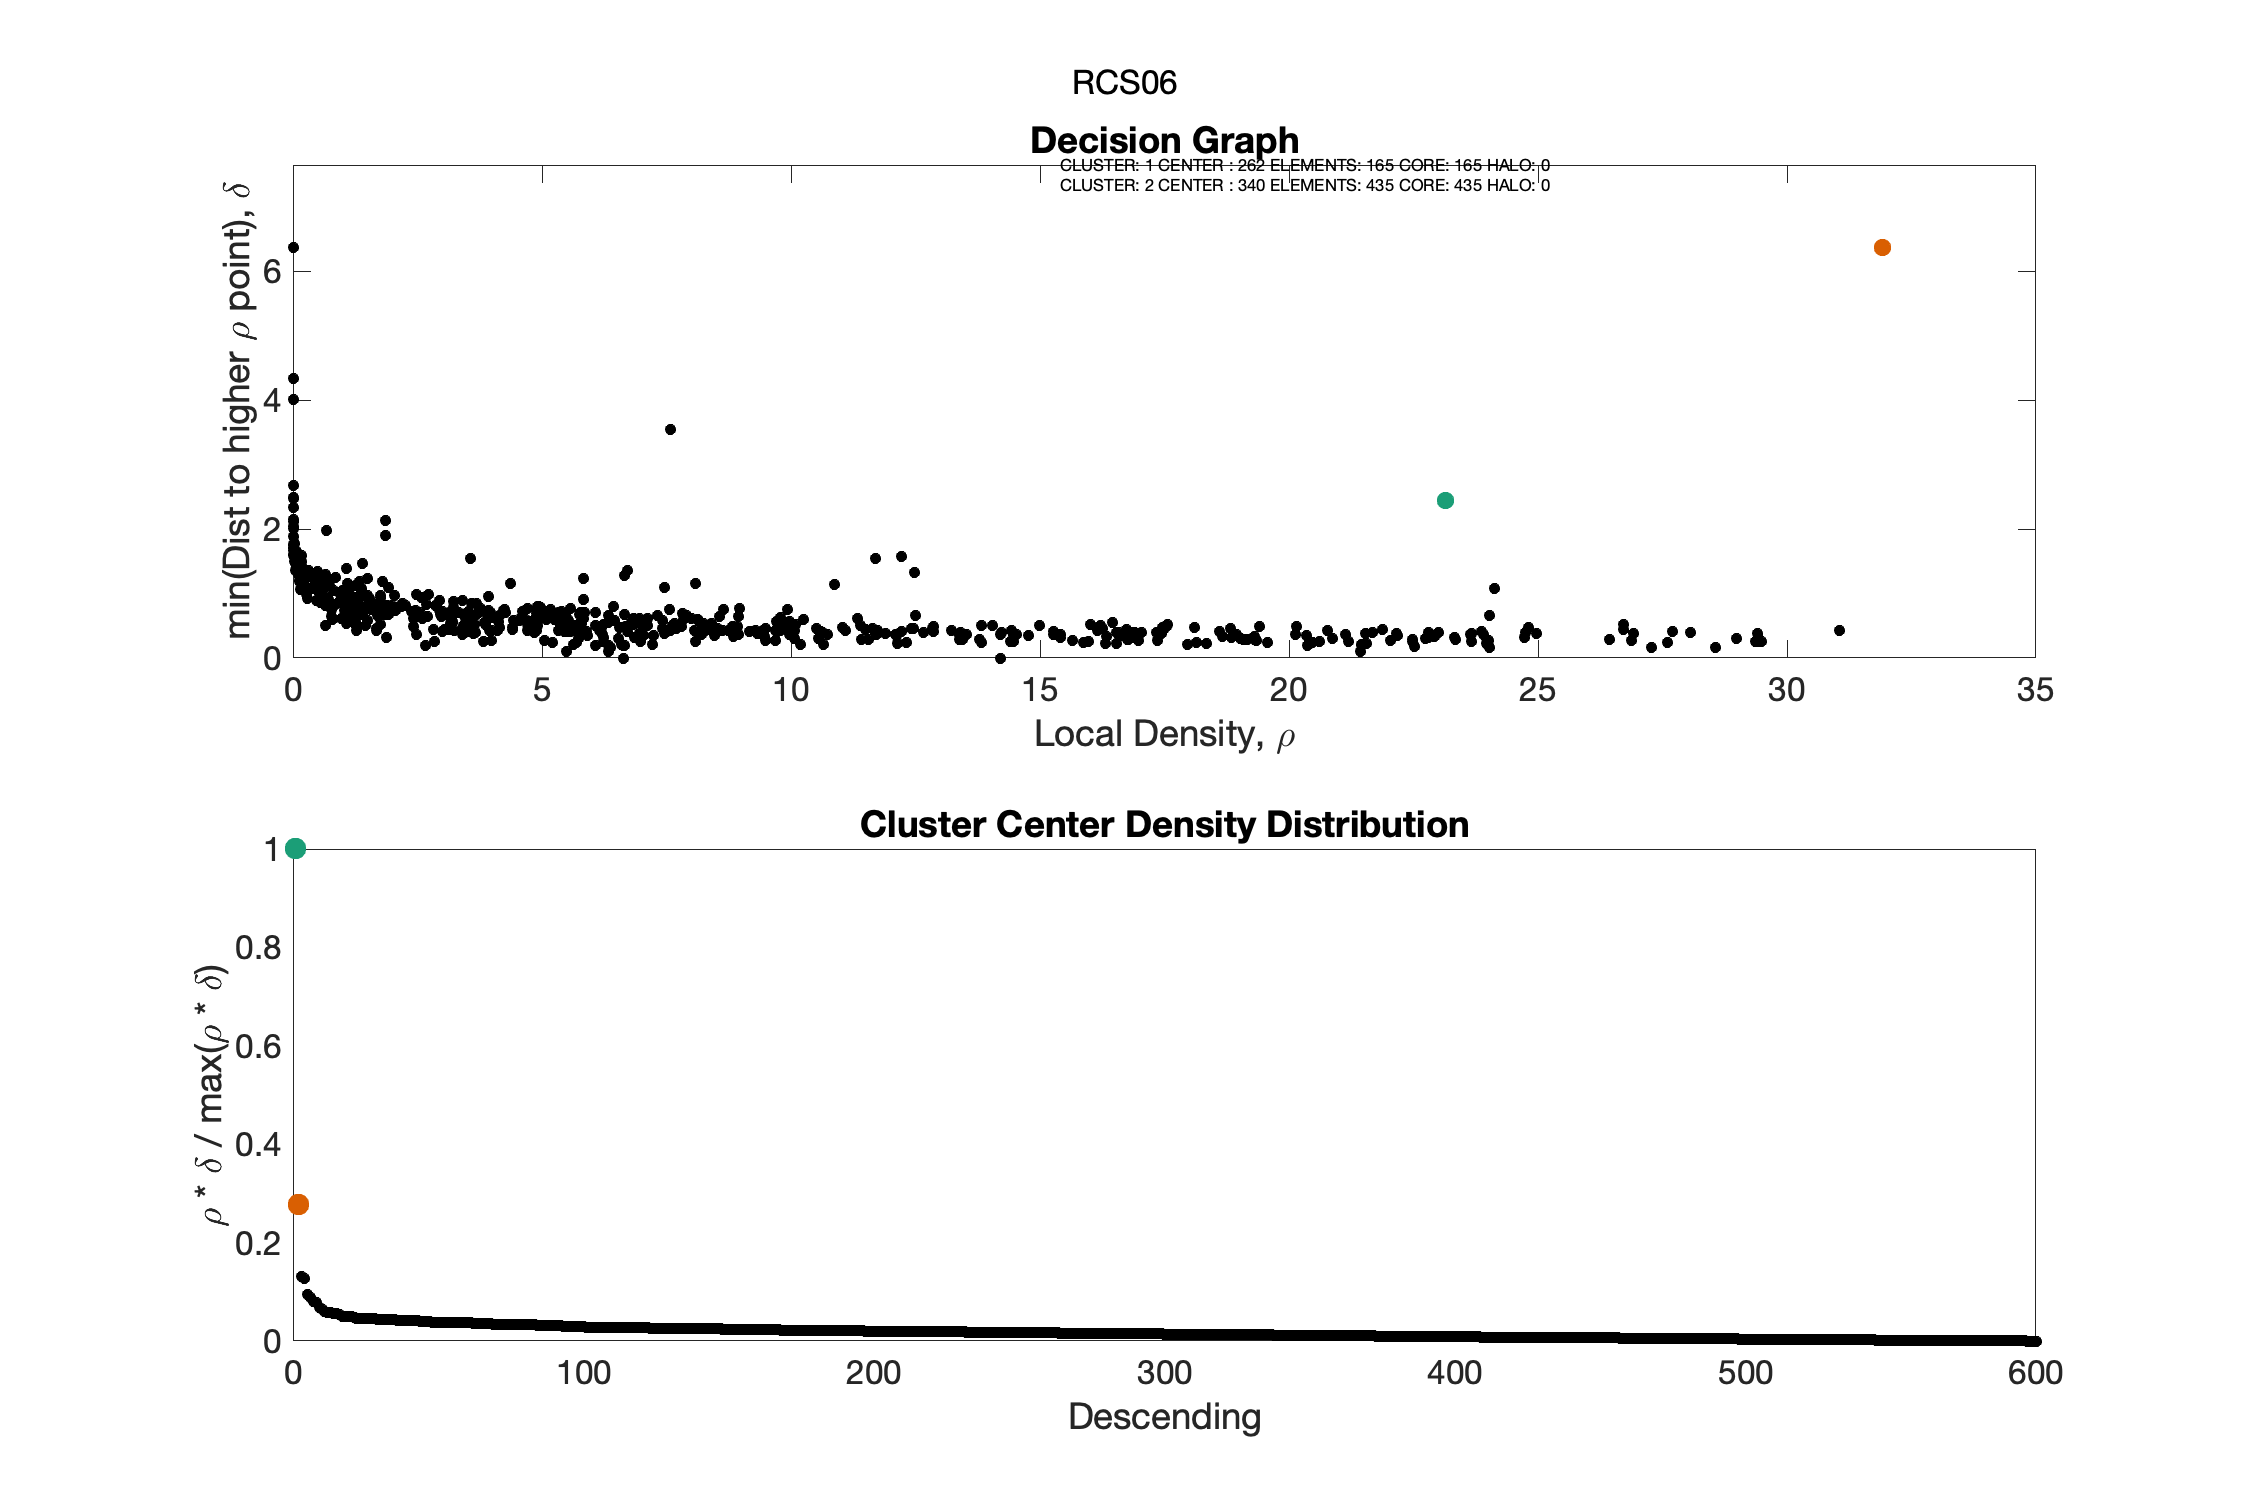 RCS06
Decision Graph
CLUSTER: 1 CENTER : 262 ELEMENTS: 165 CORE: 165 HALO: 0
CLUSTER: 2 CENTER : 340 ELEMENTS: 435 CORE: 435 HALO: 0
min(Dist to higher ρ point), δ
6
4
2
0
0 5 10 15 20 25 30 35
Local Density, ρ
Cluster Center Density Distribution
ρ * δ / max(ρ * δ)
1
0.8
0.6
0.4
0.2
0
0 100 200 300 400 500 600
Descending